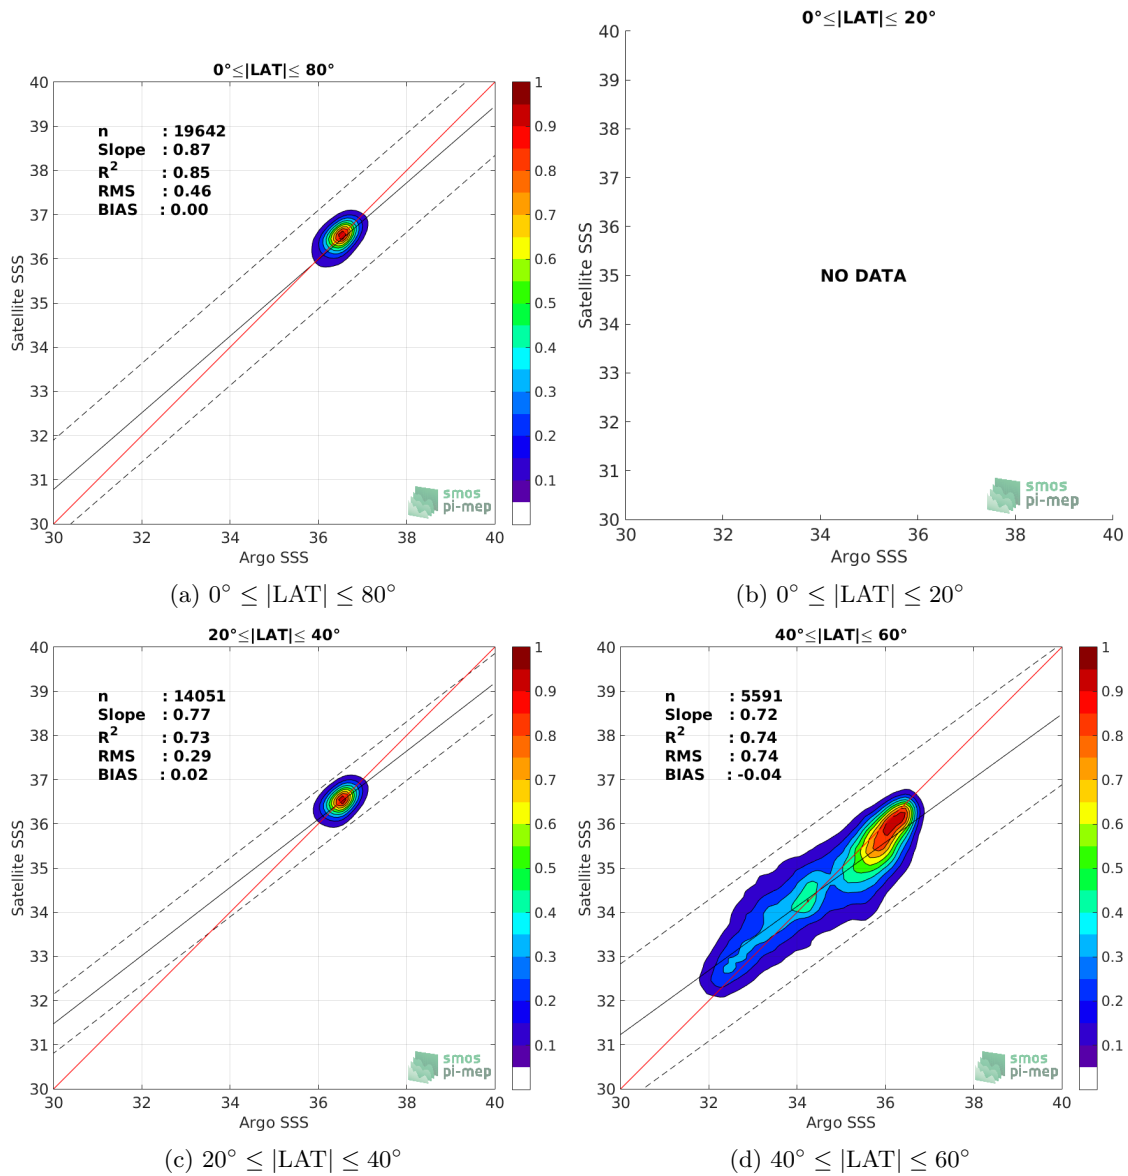 0°≤|LAT|≤ 80°
40
39
38
37
36
35
34
33
32
31
30
Satellite SSS
n : 19642
Slope : 0.87
R² : 0.85
RMS : 0.46
BIAS : 0.00
smos
pi-mep
30 32 34 36 38 40
Argo SSS
1
0.9
0.8
0.7
0.6
0.5
0.4
0.3
0.2
0.1
(a) 0° ≤ |LAT| ≤ 80°
0°≤|LAT|≤ 20°
40
39
38
37
36
35
34
33
32
31
30
Satellite SSS
NO DATA
smos
pi-mep
30 32 34 36 38 40
Argo SSS
(b) 0° ≤ |LAT| ≤ 20°
20°≤|LAT|≤ 40°
40
39
38
37
36
35
34
33
32
31
30
Satellite SSS
n : 14051
Slope : 0.77
R² : 0.73
RMS : 0.29
BIAS : 0.02
smos
pi-mep
30 32 34 36 38 40
Argo SSS
1
0.9
0.8
0.7
0.6
0.5
0.4
0.3
0.2
0.1
(c) 20° ≤ |LAT| ≤ 40°
40°≤|LAT|≤ 60°
40
39
38
37
36
35
34
33
32
31
30
Satellite SSS
n : 5591
Slope : 0.72
R² : 0.74
RMS : 0.74
BIAS : -0.04
smos
pi-mep
30 32 34 36 38 40
Argo SSS
1
0.9
0.8
0.7
0.6
0.5
0.4
0.3
0.2
0.1
(d) 40° ≤ |LAT| ≤ 60°